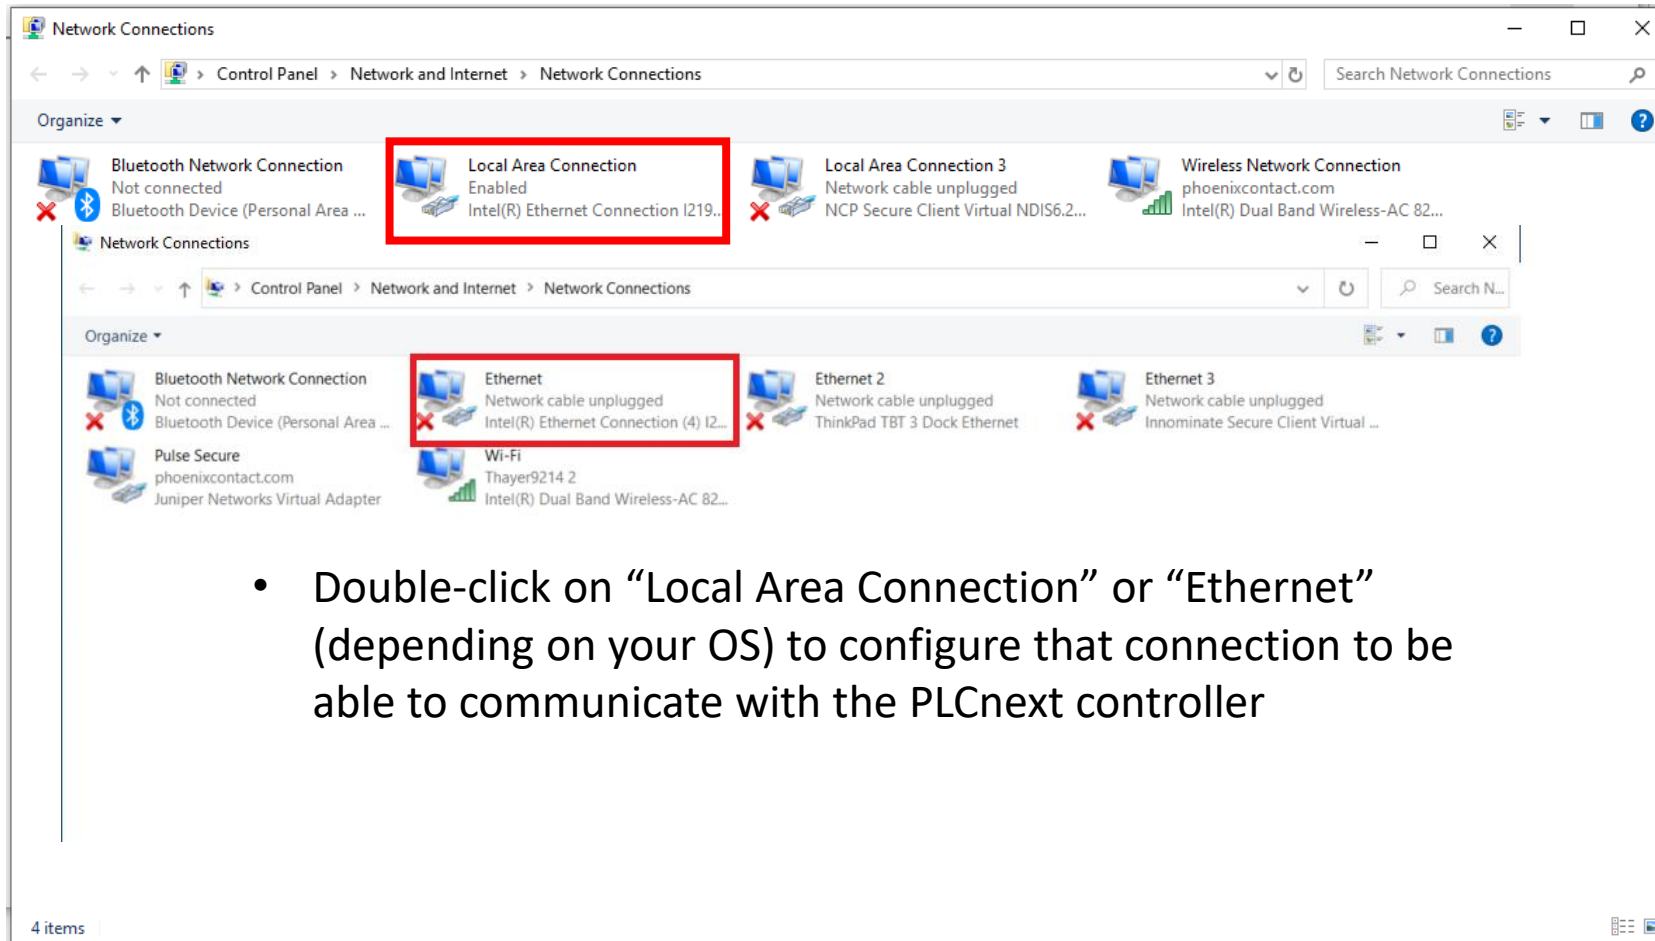 Network Connections
Control Panel > Network and Internet > Network Connections
Search Network Connections
Organize
Bluetooth Network Connection
Not connected
Bluetooth Device (Personal Area ...
Local Area Connection
Enabled
Intel(R) Ethernet Connection I219...
Local Area Connection 3
Network cable unplugged
NCP Secure Client Virtual NDIS6.2...
Wireless Network Connection
phoenixcontact.com
Intel(R) Dual Band Wireless-AC 82...
Network Connections
Control Panel > Network and Internet > Network Connections
Search N...
Organize
Bluetooth Network Connection
Not connected
Bluetooth Device (Personal Area ...
Ethernet
Network cable unplugged
Intel(R) Ethernet Connection (4) I2...
Ethernet 2
Network cable unplugged
ThinkPad TBT 3 Dock Ethernet
Ethernet 3
Network cable unplugged
Innominate Secure Client Virtual ...
Pulse Secure
phoenixcontact.com
Juniper Networks Virtual Adapter
Wi-Fi
Thayer9214 2
Intel(R) Dual Band Wireless-AC 82...
• Double-click on “Local Area Connection” or “Ethernet”
(depending on your OS) to configure that connection to be
able to communicate with the PLCnext controller
4 items